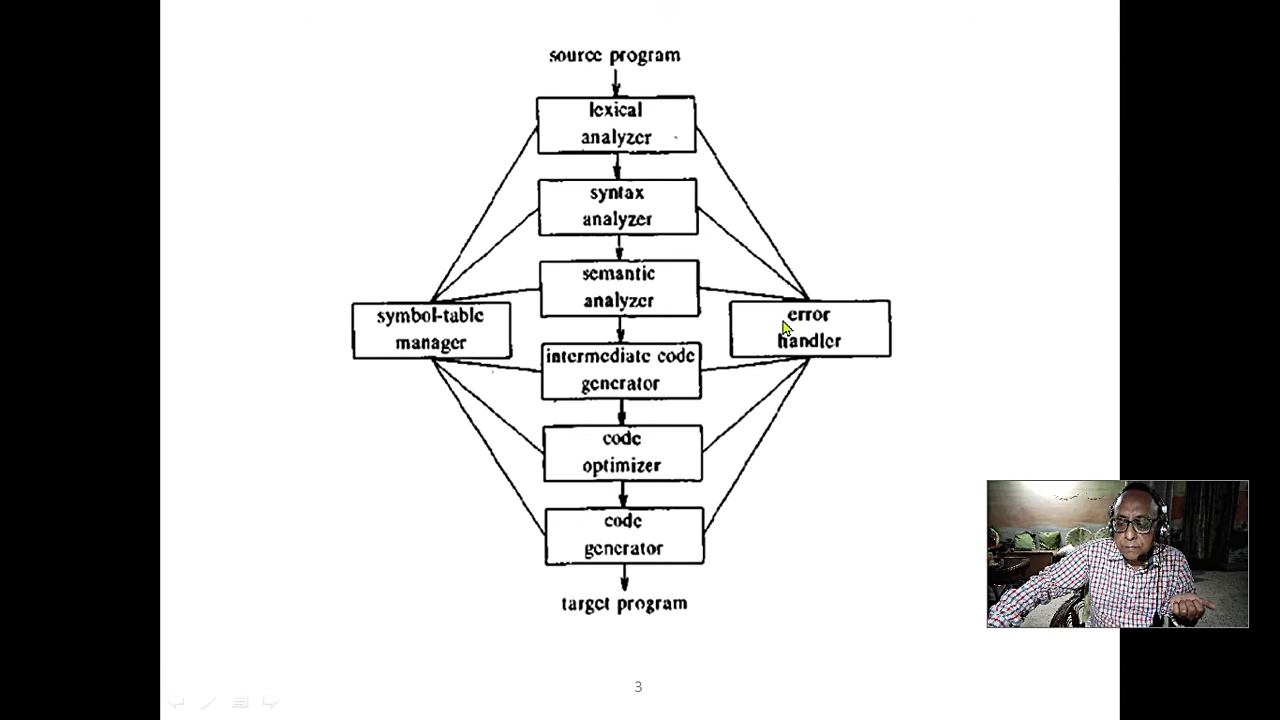 source program
lexical
analyzer
syntax
analyzer
semantic
analyzer
symbol-table
manager
error
handler
intermediate code
generator
code
optimizer
code
generator
target program
3